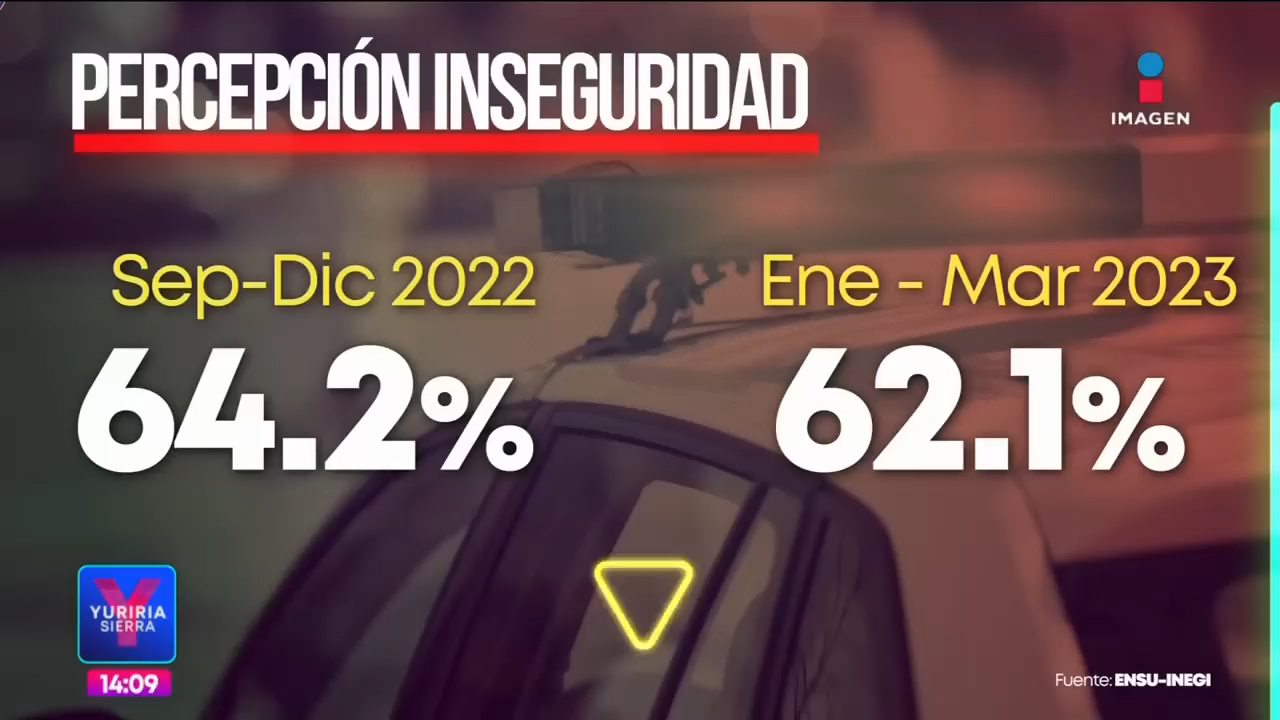 PERCEPCIÓN INSEGURIDAD
IMAGEN
Sep-Dic 2022
Ene - Mar 2023
64.2%
62.1%
YURIRIA
SIERRA
14:09
Fuente: ENSU-INEGI